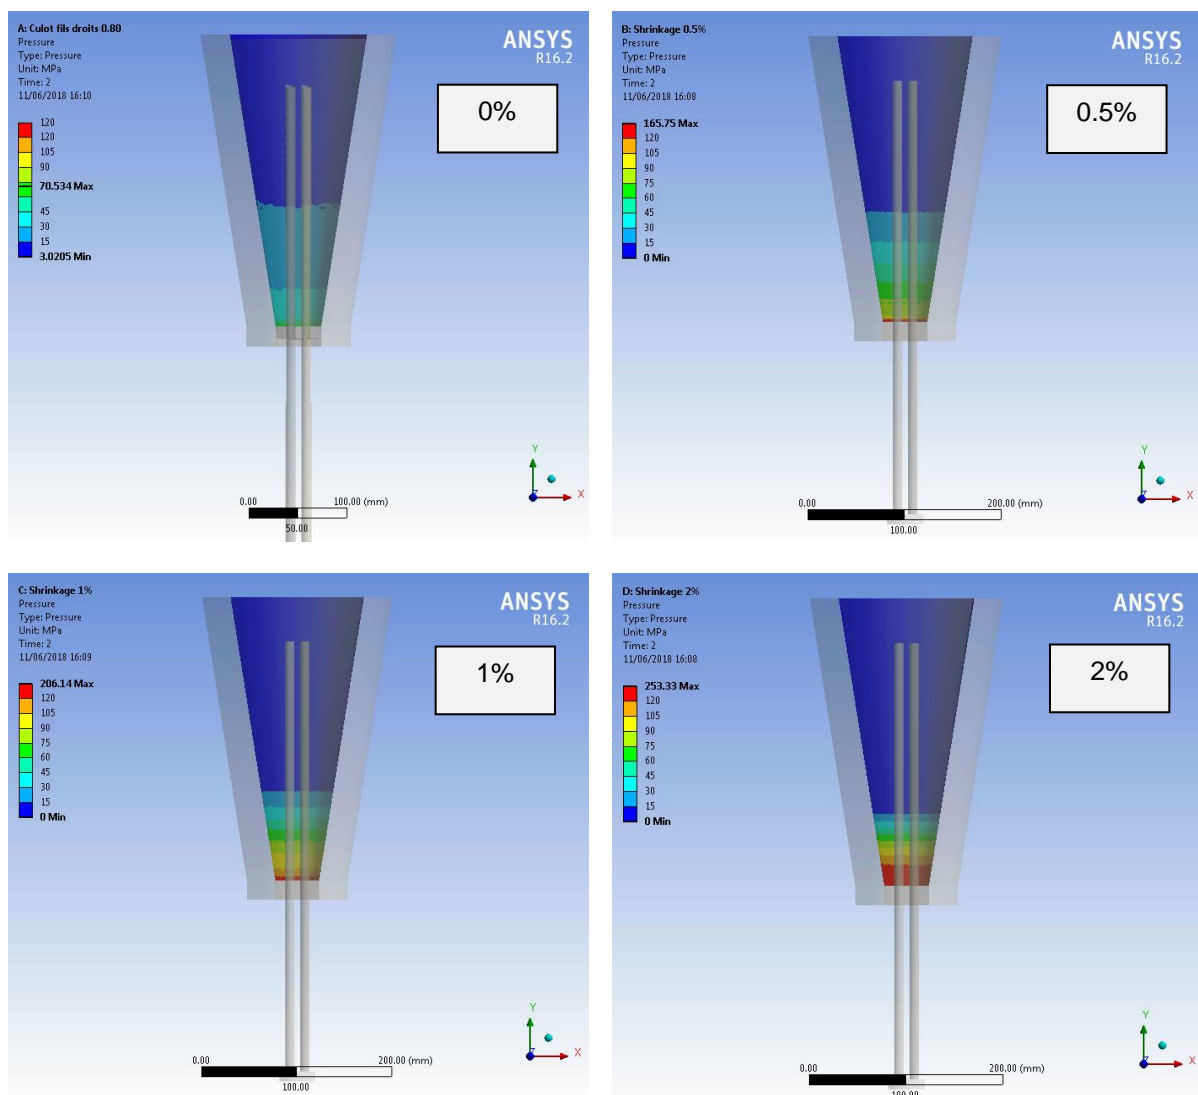 A: Culot fils droits 0.80
Pressure
Type: Pressure
Unit: MPa
Time: 2
11/06/2018 16:10
ANSYS
R16.2
0%
120
120
105
90
70.534 Max
45
30
15
3.0205 Min
Y
X
Z
0.00
100.00 (mm)
50.00
B: Shrinkage 0.5%
Pressure
Type: Pressure
Unit: MPa
Time: 2
11/06/2018 16:08
ANSYS
R16.2
0.5%
165.75 Max
120
105
90
75
60
45
30
15
0 Min
Y
X
Z
0.00
200.00 (mm)
100.00
C: Shrinkage 1%
Pressure
Type: Pressure
Unit: MPa
Time: 2
11/06/2018 16:09
ANSYS
R16.2
1%
206.14 Max
120
105
90
75
60
45
30
15
0 Min
Y
X
Z
0.00
200.00 (mm)
100.00
D: Shrinkage 2%
Pressure
Type: Pressure
Unit: MPa
Time: 2
11/06/2018 16:08
ANSYS
R16.2
2%
253.33 Max
120
105
90
75
60
45
30
15
0 Min
Y
X
Z
0.00
200.00 (mm)
100.00